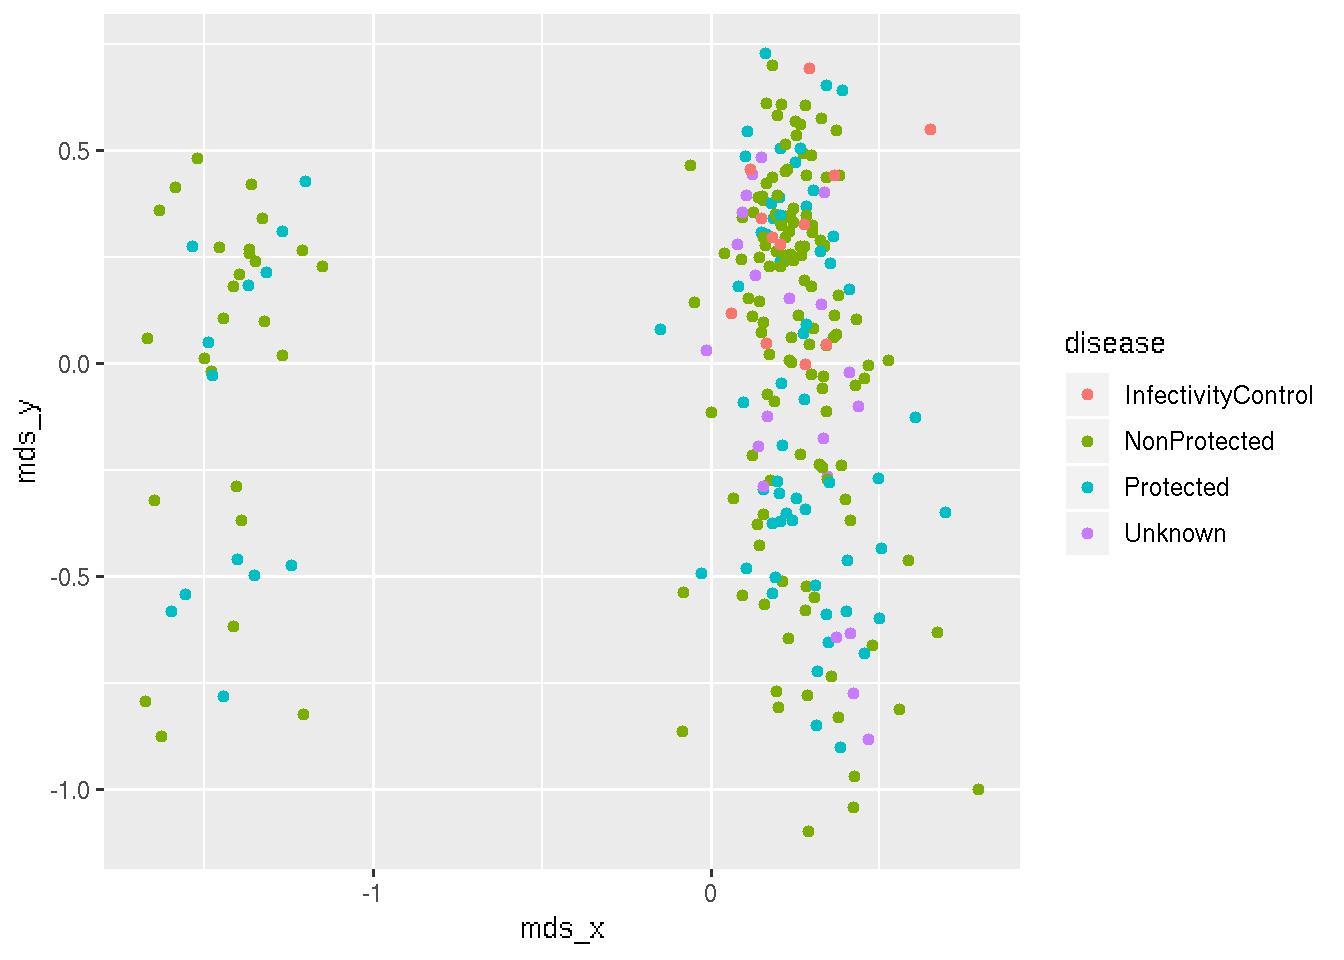 0.5
0.0
-0.5
-1.0
mds_y
-1
0
mds_x
disease
InfectivityControl
NonProtected
Protected
Unknown